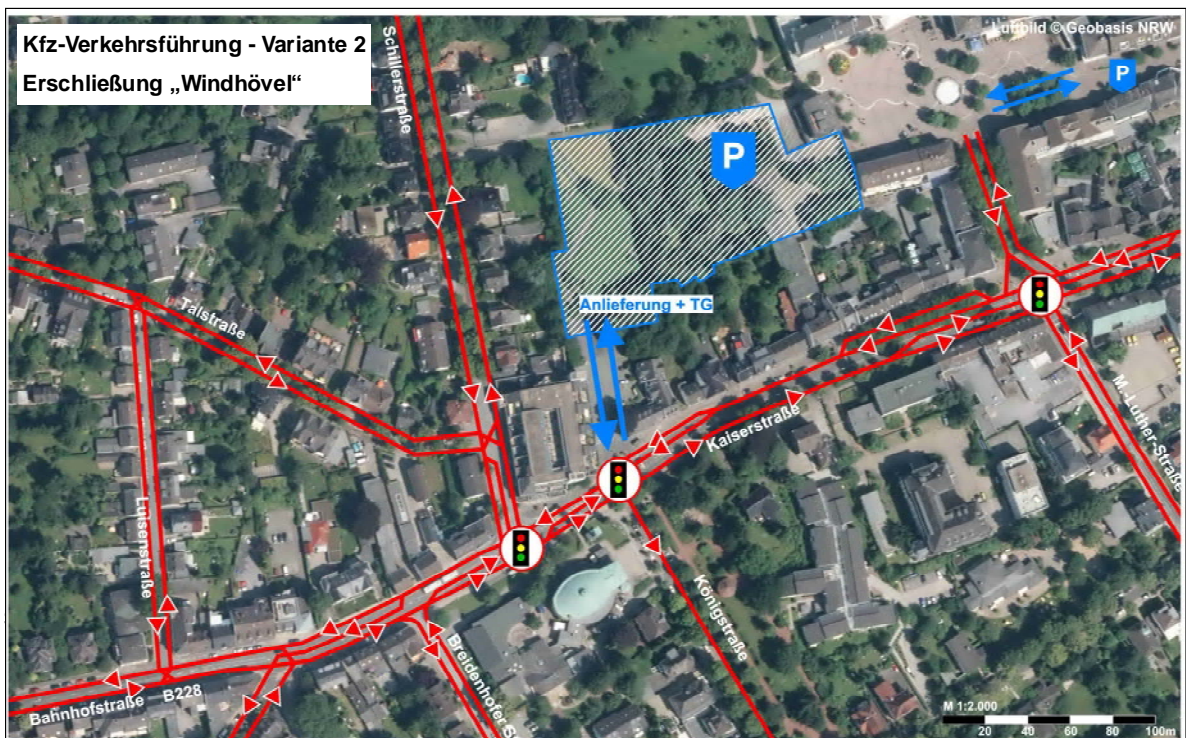 Kfz-Verkehrsführung - Variante 2
Erschließung „Windhövel“
Luftbild © Geobasis NRW
Schillerstraße
P
P
Anlieferung + TG
Talstraße
Kaiserstraße
M.-Luther-Straße
Luisenstraße
Königstraße
Breidenhofer
B228
Bahnhofstraße
M 1:2.000
20 40 60 80 100m